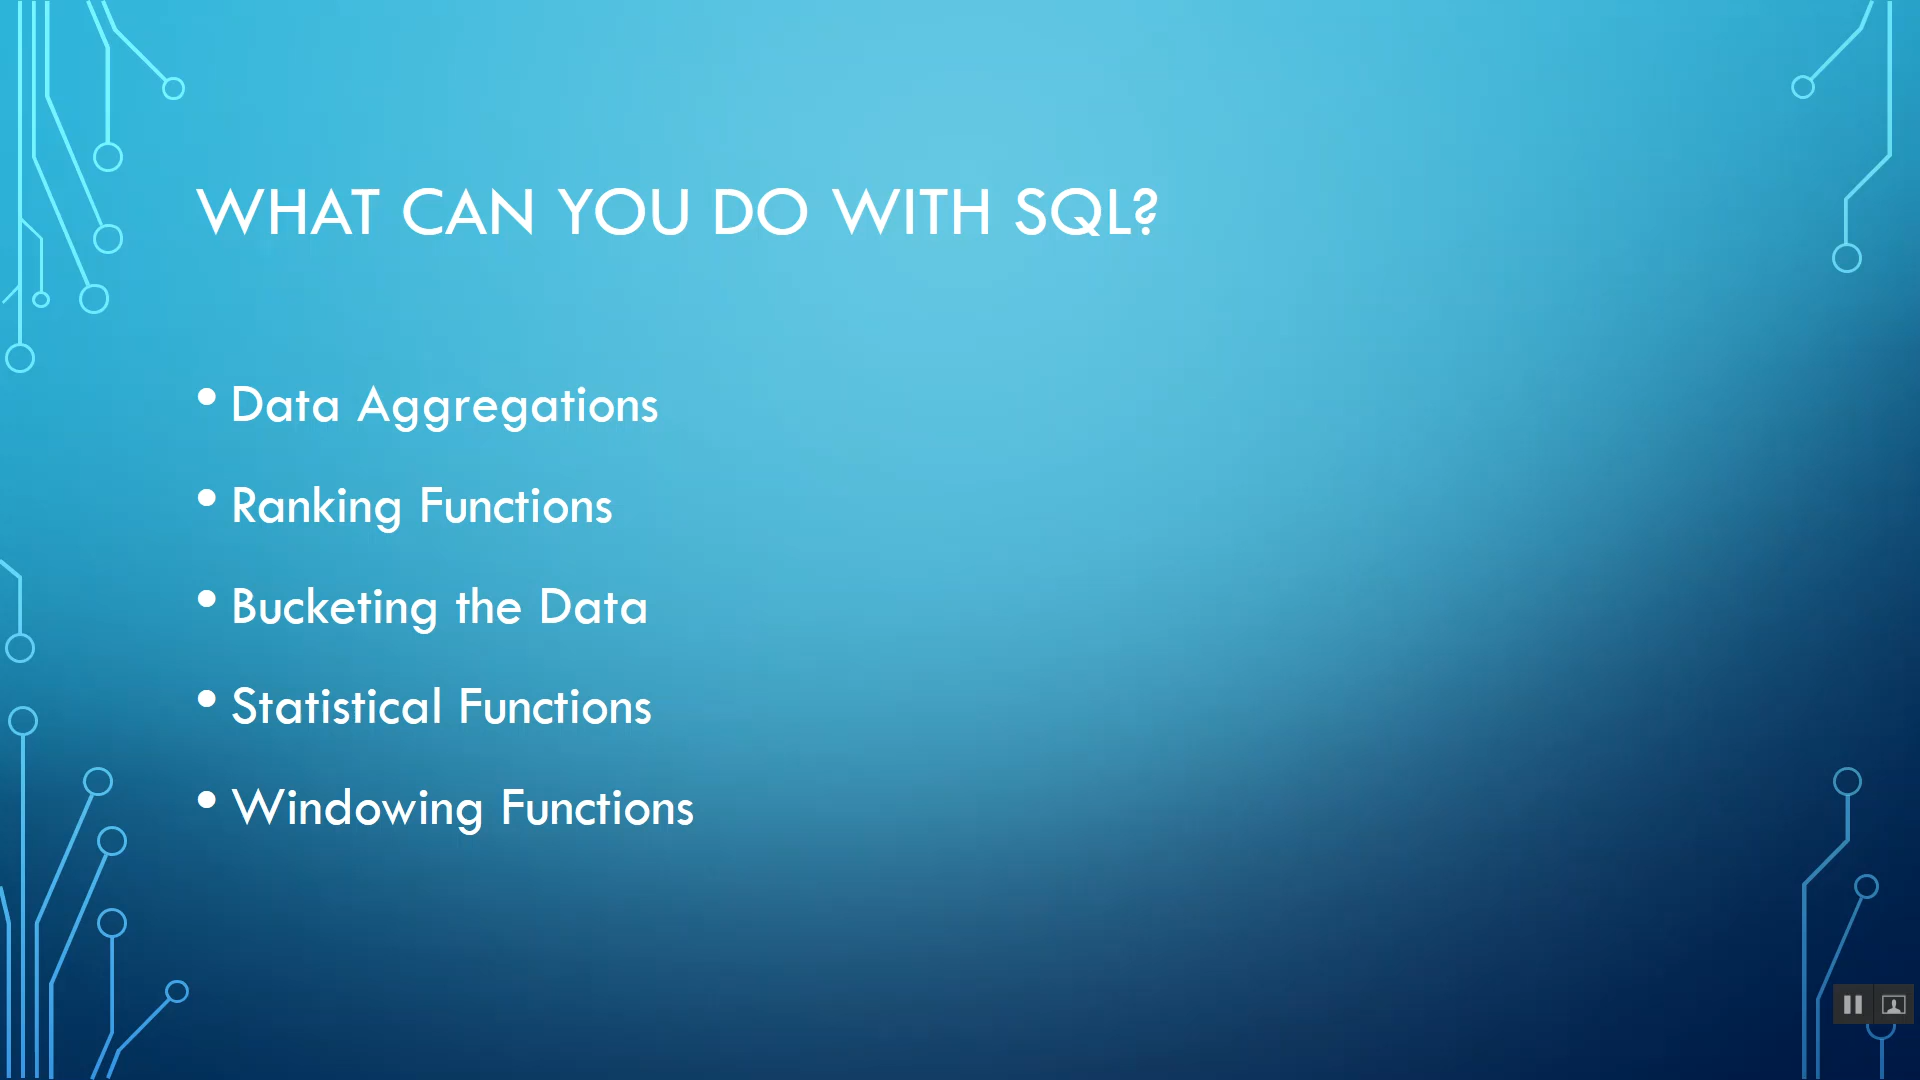 WHAT CAN YOU DO WITH SQL?
• Data Aggregations
• Ranking Functions
• Bucketing the Data
• Statistical Functions
• Windowing Functions